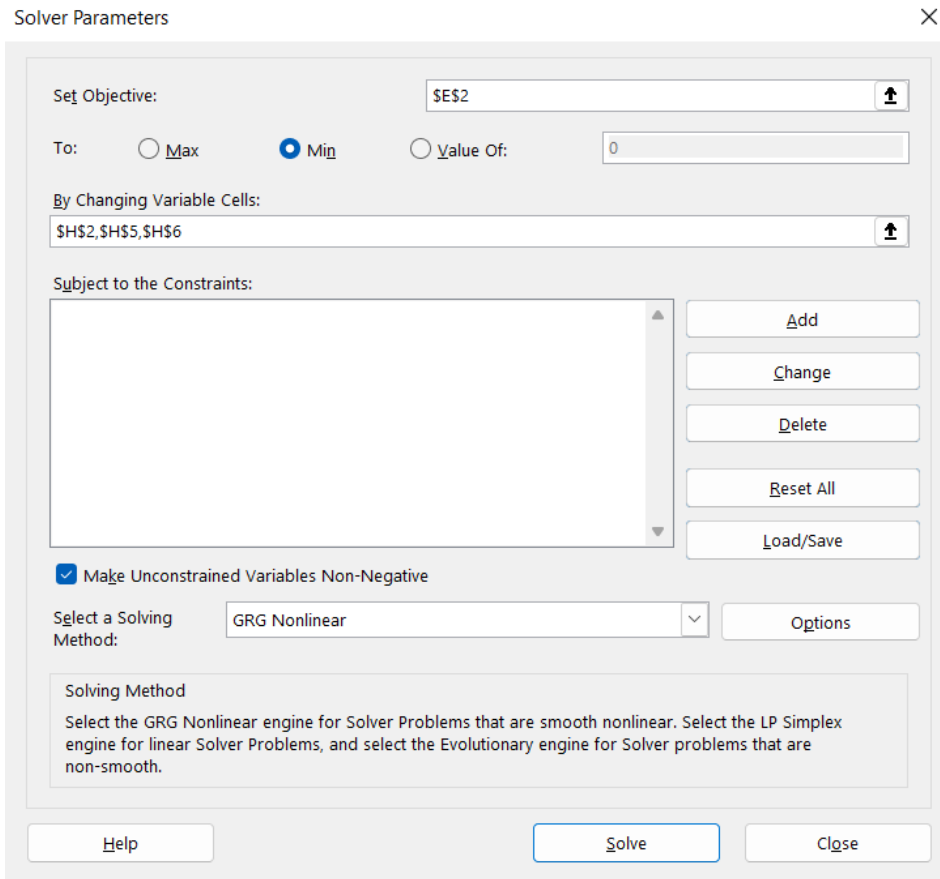 Solver Parameters
Set Objective:
$E$2
To:
Max
Min
Value Of:
0
By Changing Variable Cells:
$H$2,$H$5,$H$6
Subject to the Constraints:
Add
Change
Delete
Reset All
Load/Save
Make Unconstrained Variables Non-Negative
Select a Solving
Method:
GRG Nonlinear
Options
Solving Method
Select the GRG Nonlinear engine for Solver Problems that are smooth nonlinear. Select the LP Simplex
engine for linear Solver Problems, and select the Evolutionary engine for Solver problems that are
non-smooth.
Help
Solve
Close